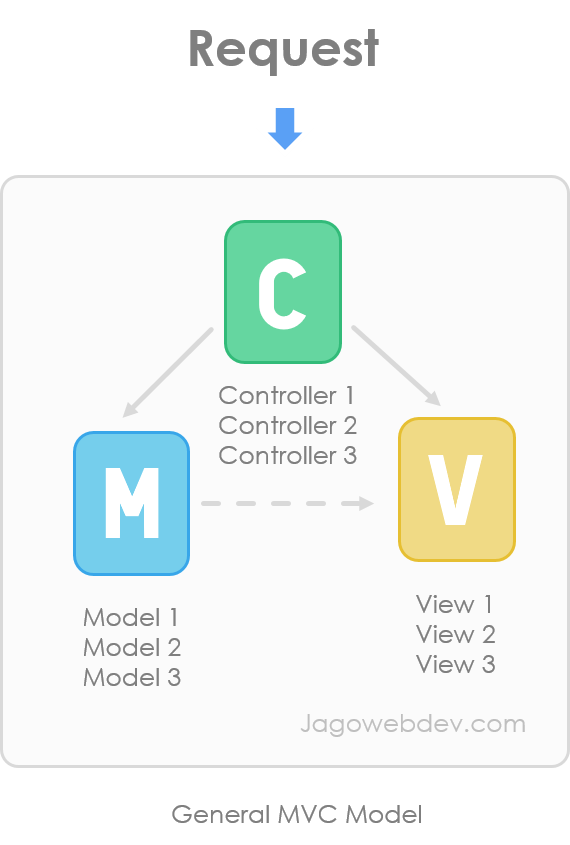 Request
C
Controller 1
Controller 2
Controller 3
M
Model 1
Model 2
Model 3
V
View 1
View 2
View 3
Jagowebdev.com
General MVC Model